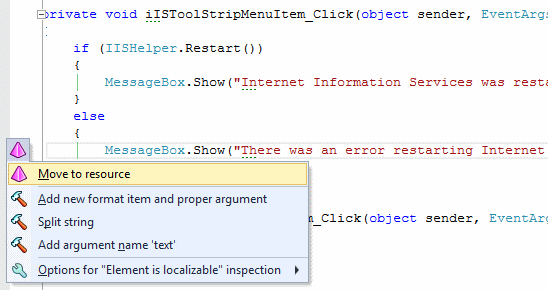 private void iISToolStripMenuItem_Click(object sender, EventArgs
if (IISHelper.Restart())
{
MessageBox.Show("Internet Information Services was resta
}
else
{
MessageBox.Show("There was an error restarting Internet
Move to resource
Add new format item and proper argument
m_Click(object sender, EventArgs
Split string
Add argument name 'text'
Options for "Element is localizable" inspection